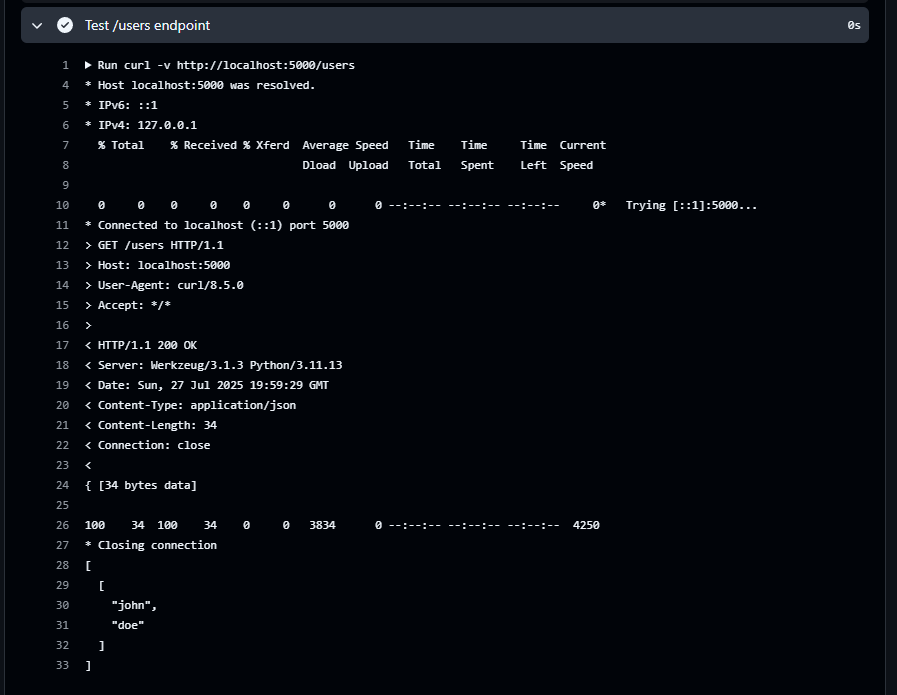 Test /users endpoint 0s
1 Run curl -v http://localhost:5000/users
4 * Host localhost:5000 was resolved.
5 * IPv6: ::1
6 * IPv4: 127.0.0.1
7   % Total    % Received % Xferd  Average Speed   Time    Time     Time  Current
8                                  Dload  Upload   Total   Spent    Left  Speed
9
10   0     0    0     0    0     0      0      0 --:--:-- --:--:-- --:--:--     0*   Trying [::1]:5000...
11 * Connected to localhost (::1) port 5000
12 > GET /users HTTP/1.1
13 > Host: localhost:5000
14 > User-Agent: curl/8.5.0
15 > Accept: */*
16 >
17 < HTTP/1.1 200 OK
18 < Server: Werkzeug/3.1.3 Python/3.11.13
19 < Date: Sun, 27 Jul 2025 19:59:29 GMT
20 < Content-Type: application/json
21 < Content-Length: 34
22 < Connection: close
23 <
24 { [34 bytes data]
25
26 100    34  100    34    0     0   3834      0 --:--:-- --:--:-- --:--:--  4250
27 * Closing connection
28 [
29   [
30     "john",
31     "doe"
32   ]
33 ]